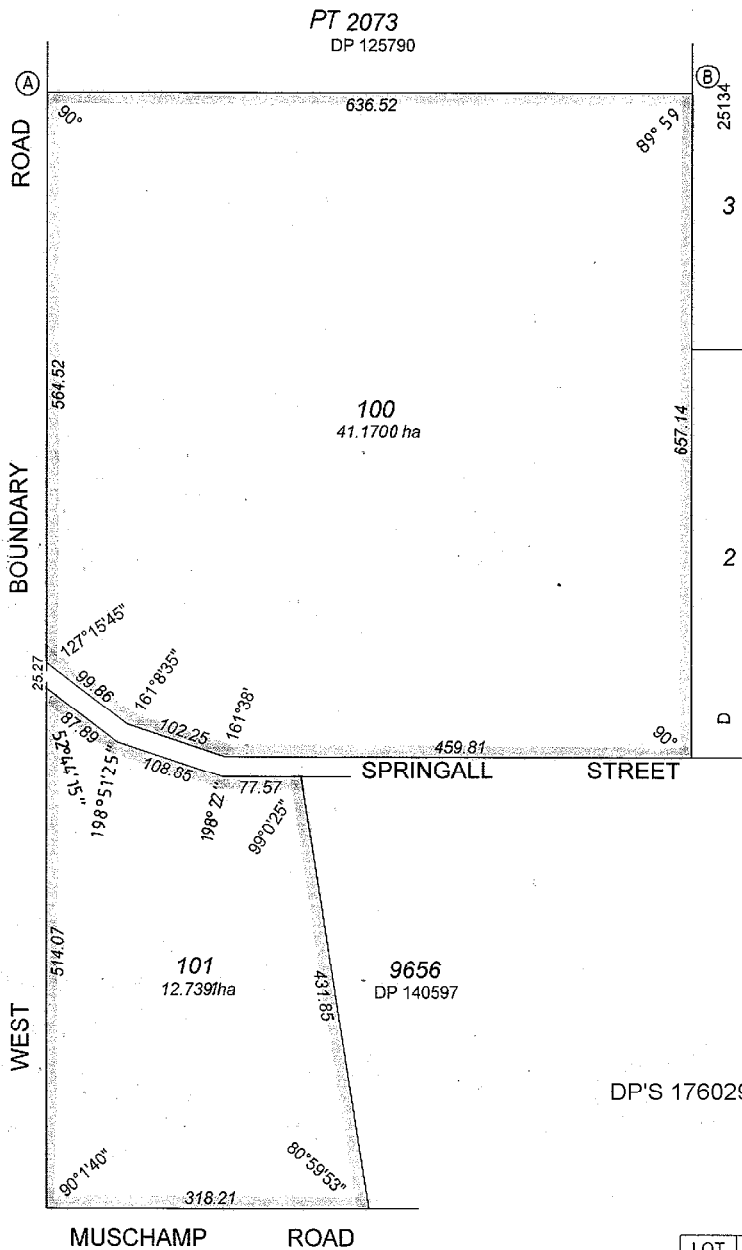 PT 2073
DP 125790
A
B
636.52
90°
89° 59
25134
ROAD
3
564.52
100
41.1700 ha
657.14
BOUNDARY
2
127°15'45"
25.27
99.86
161°8'35"
161°38'
102.25
459.81
90°
D
87.89
52°44'15"
198°51'25"
108.85
198° 22'
77.57
99°0'25"
SPRINGALL STREET
514.07
101
12.7391ha
431.85
9656
DP 140597
WEST
DP'S 176029
90°1'40"
80°59'53"
318.21
MUSCHAMP ROAD
LOT